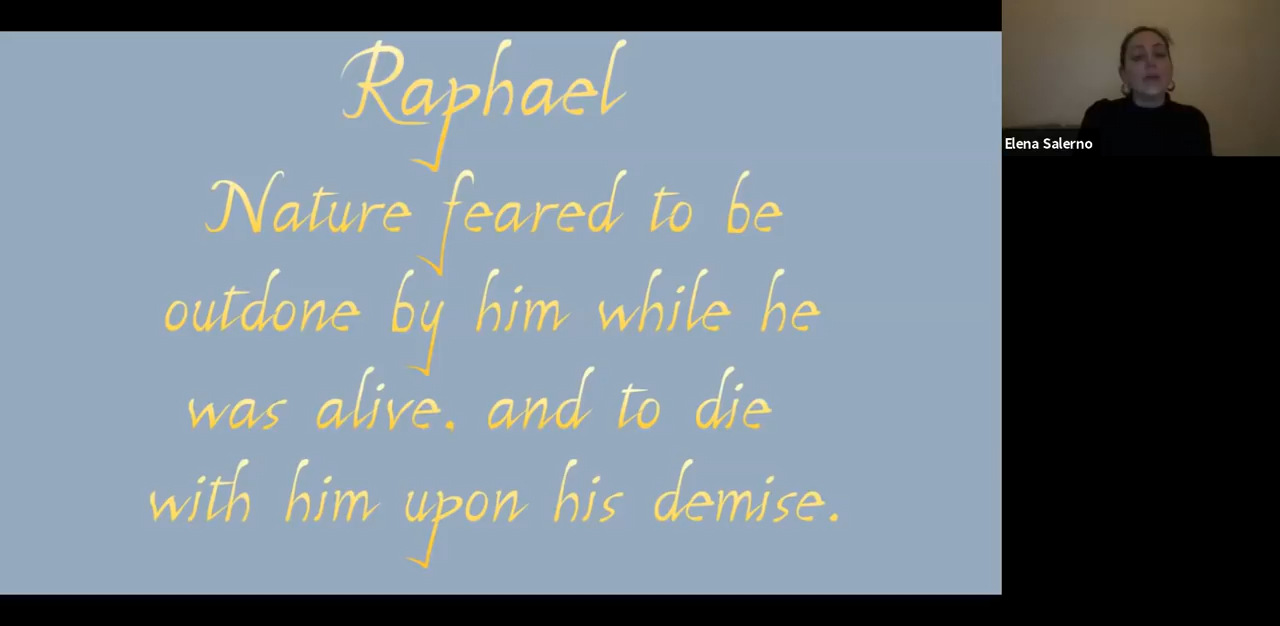 Raphael
Nature feared to be
outdone by him while he
was alive. and to die
with him upon his demise.
Elena Salerno